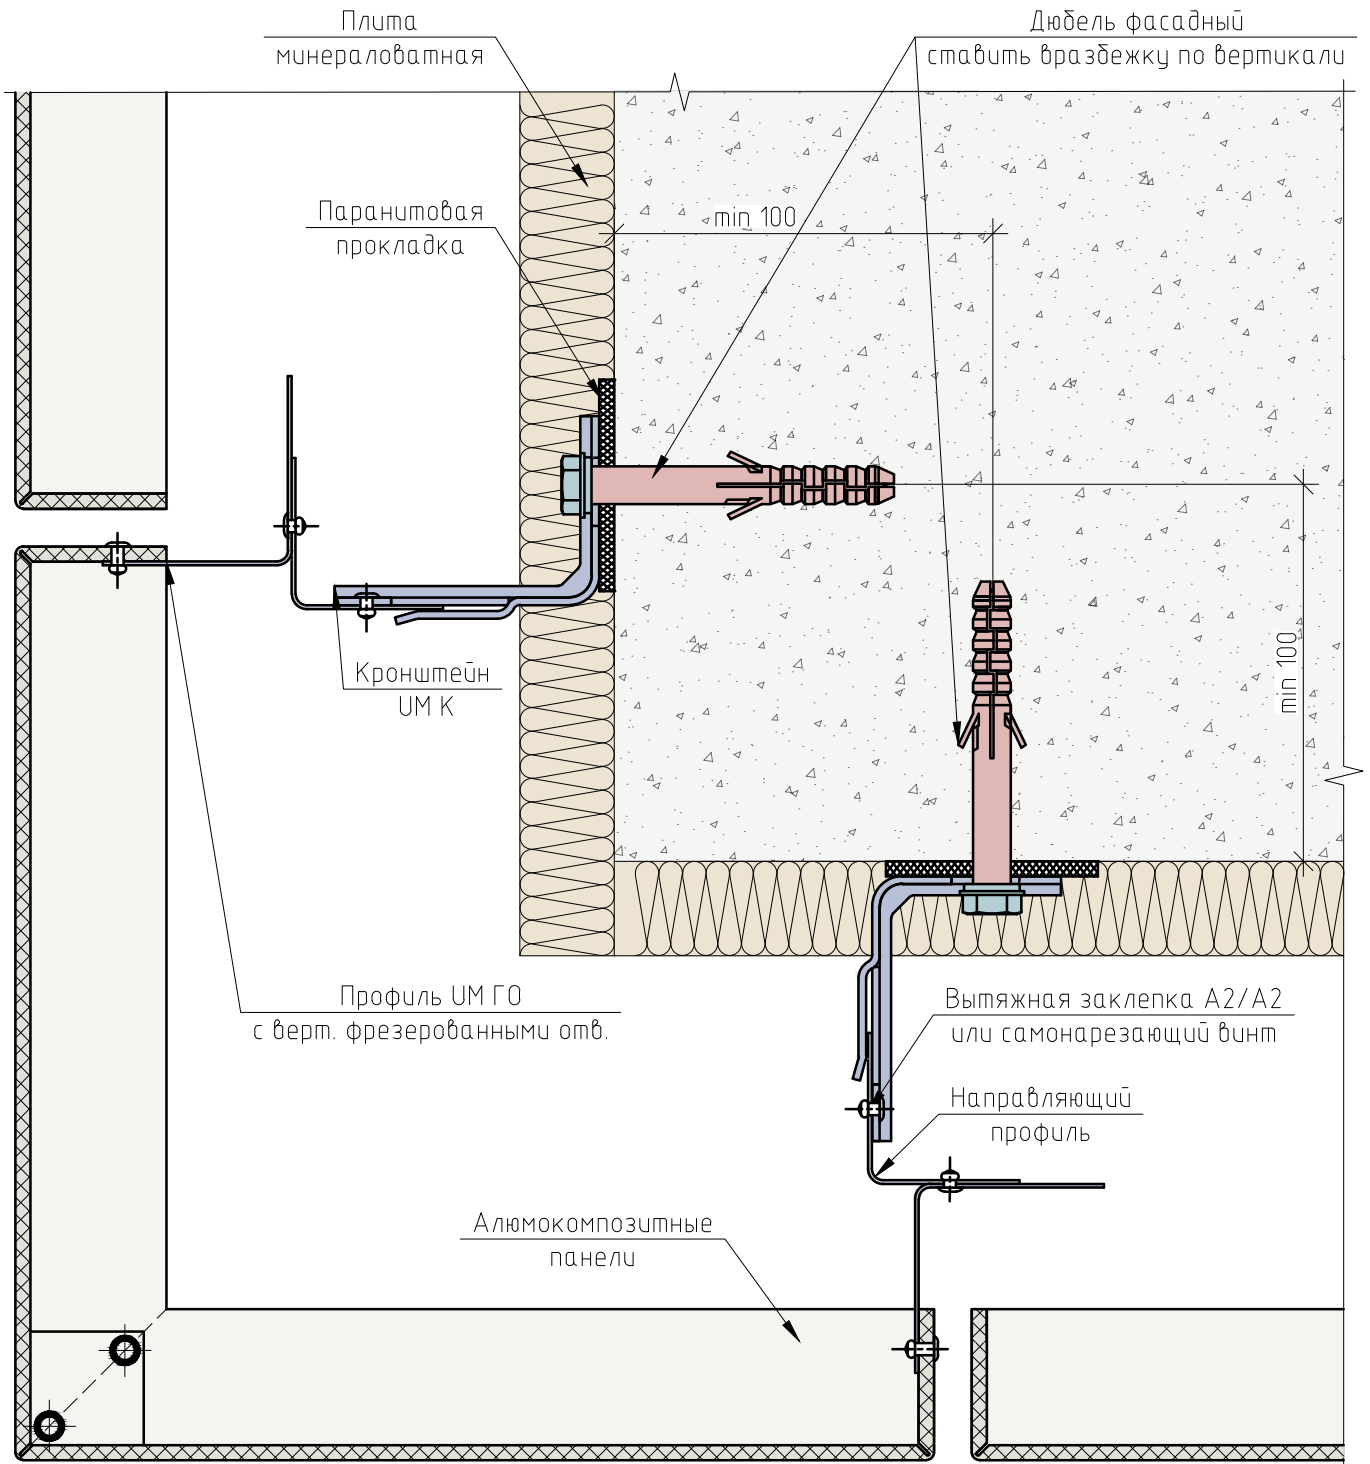 Плита
минераловатная
Дюбель фасадный
ставить вразбежку по вертикали
Паранитовая
прокладка
min 100
Кронштейн
UM К
min 100
Профиль UM ГО
с верт. фрезерованными отв.
Вытяжная заклепка А2/А2
или самонарезающий винт
Направляющий
профиль
Алюмокомпозитные
панели